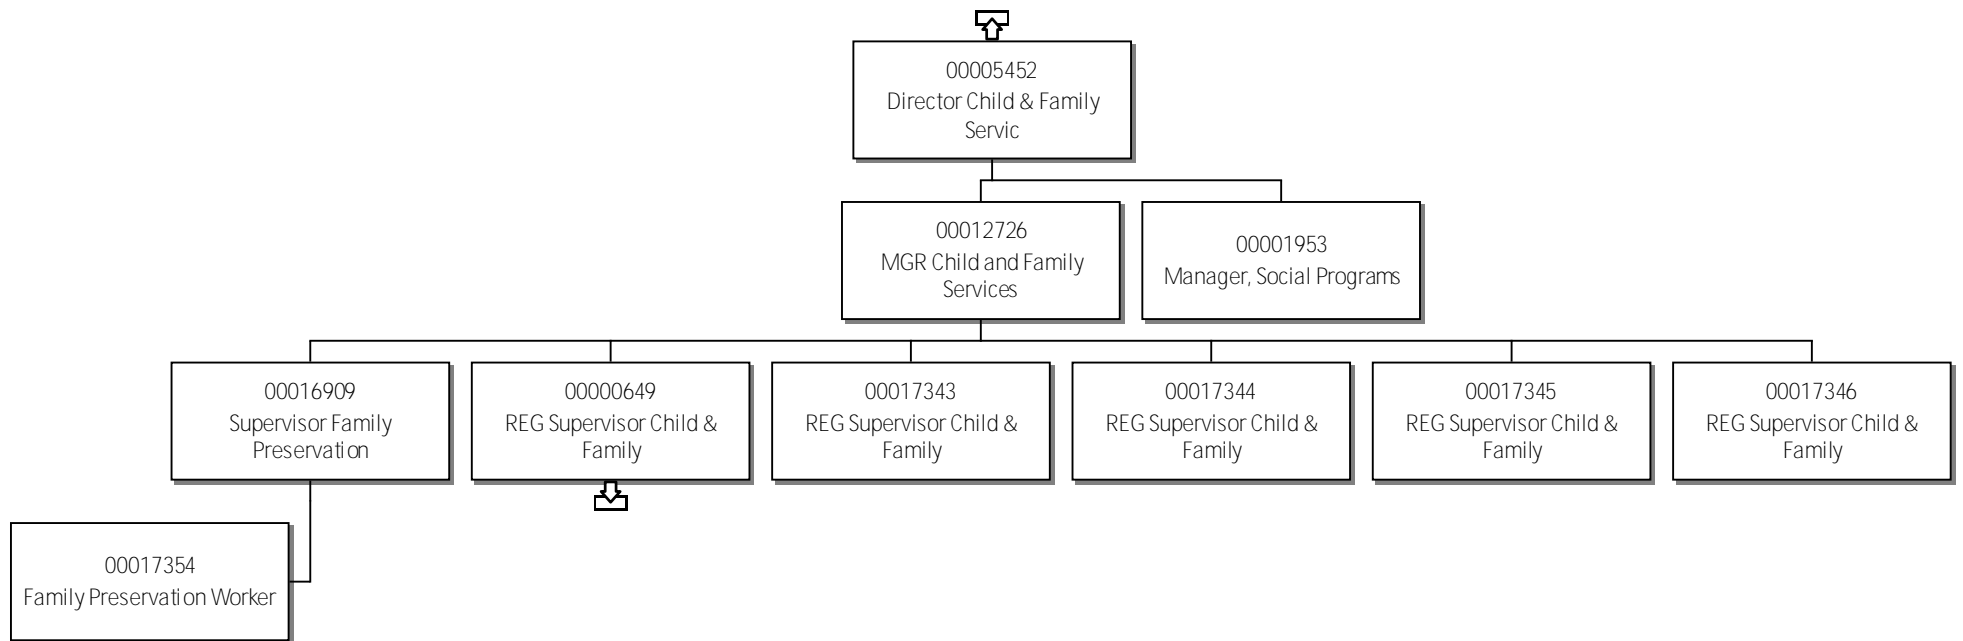 00005452
Director Child & Family
Servic
00012726
MGR Child and Family
Services
00001953
Manager, Social Programs
00016909
Supervisor Family
Preservation
00000649
REG Supervisor Child &
Family
00017343
REG Supervisor Child &
Family
00017344
REG Supervisor Child &
Family
00017345
REG Supervisor Child &
Family
00017346
REG Supervisor Child &
Family
00017354
Family Preservation Worker